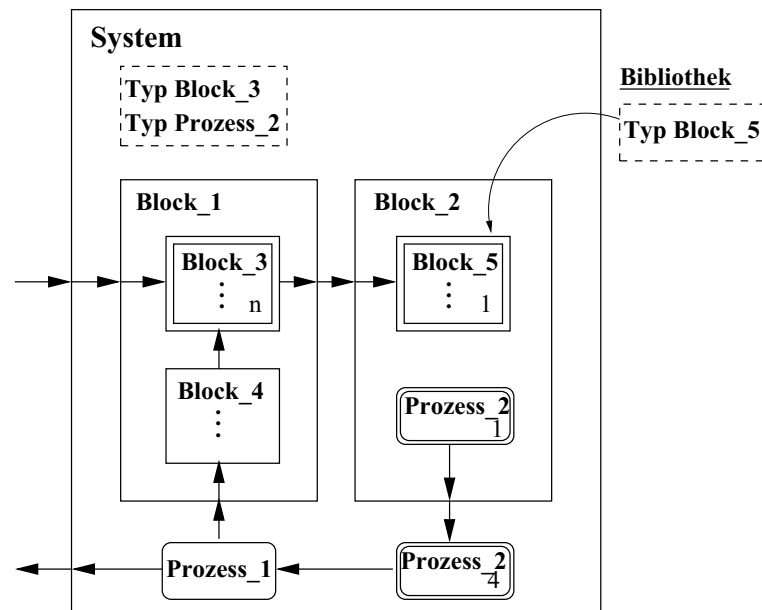 System
Typ Block_3
Typ Prozess_2
Bibliothek
Typ Block_5
Block_1
Block_2
Block_3
n
Block_5
1
Block_4
Prozess_2
1
Prozess_1
Prozess_2
4